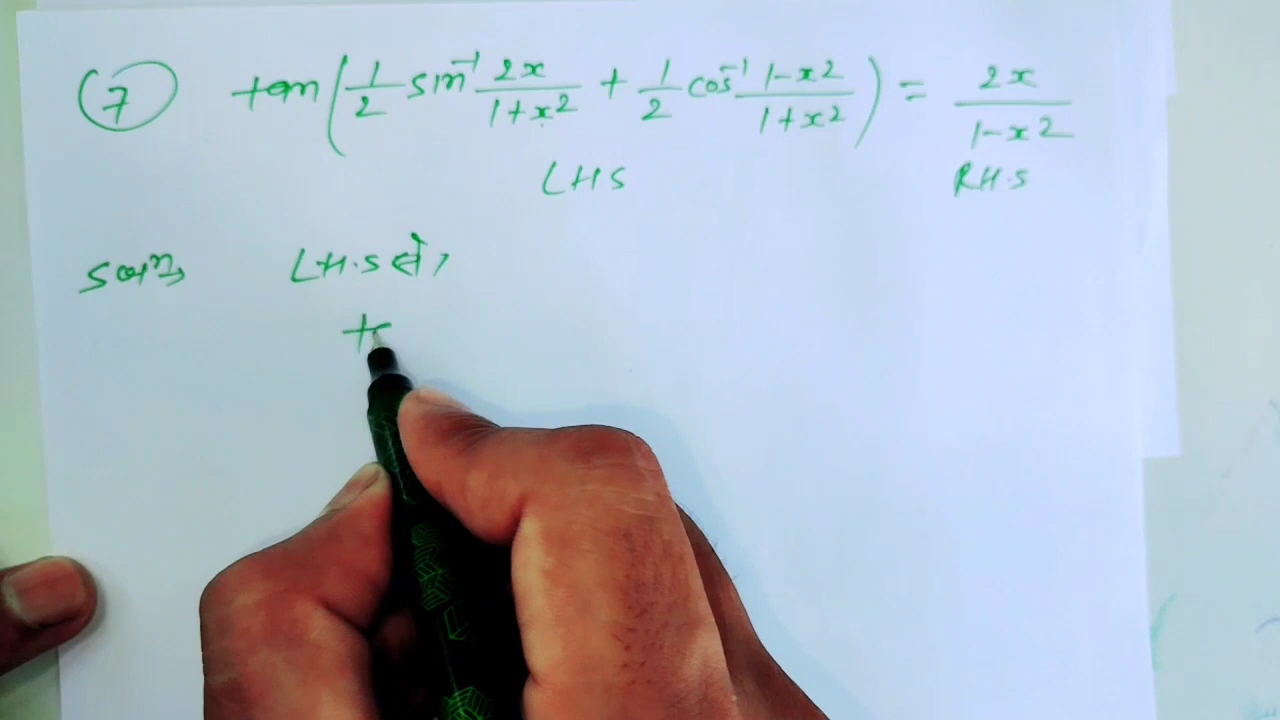 (7) tan(1/2 sin⁻¹ 2x/1+x² + 1/2 cos⁻¹ 1-x²/1+x²) = 2x/1-x²
LHS RH.S
Soln, LH.S से,